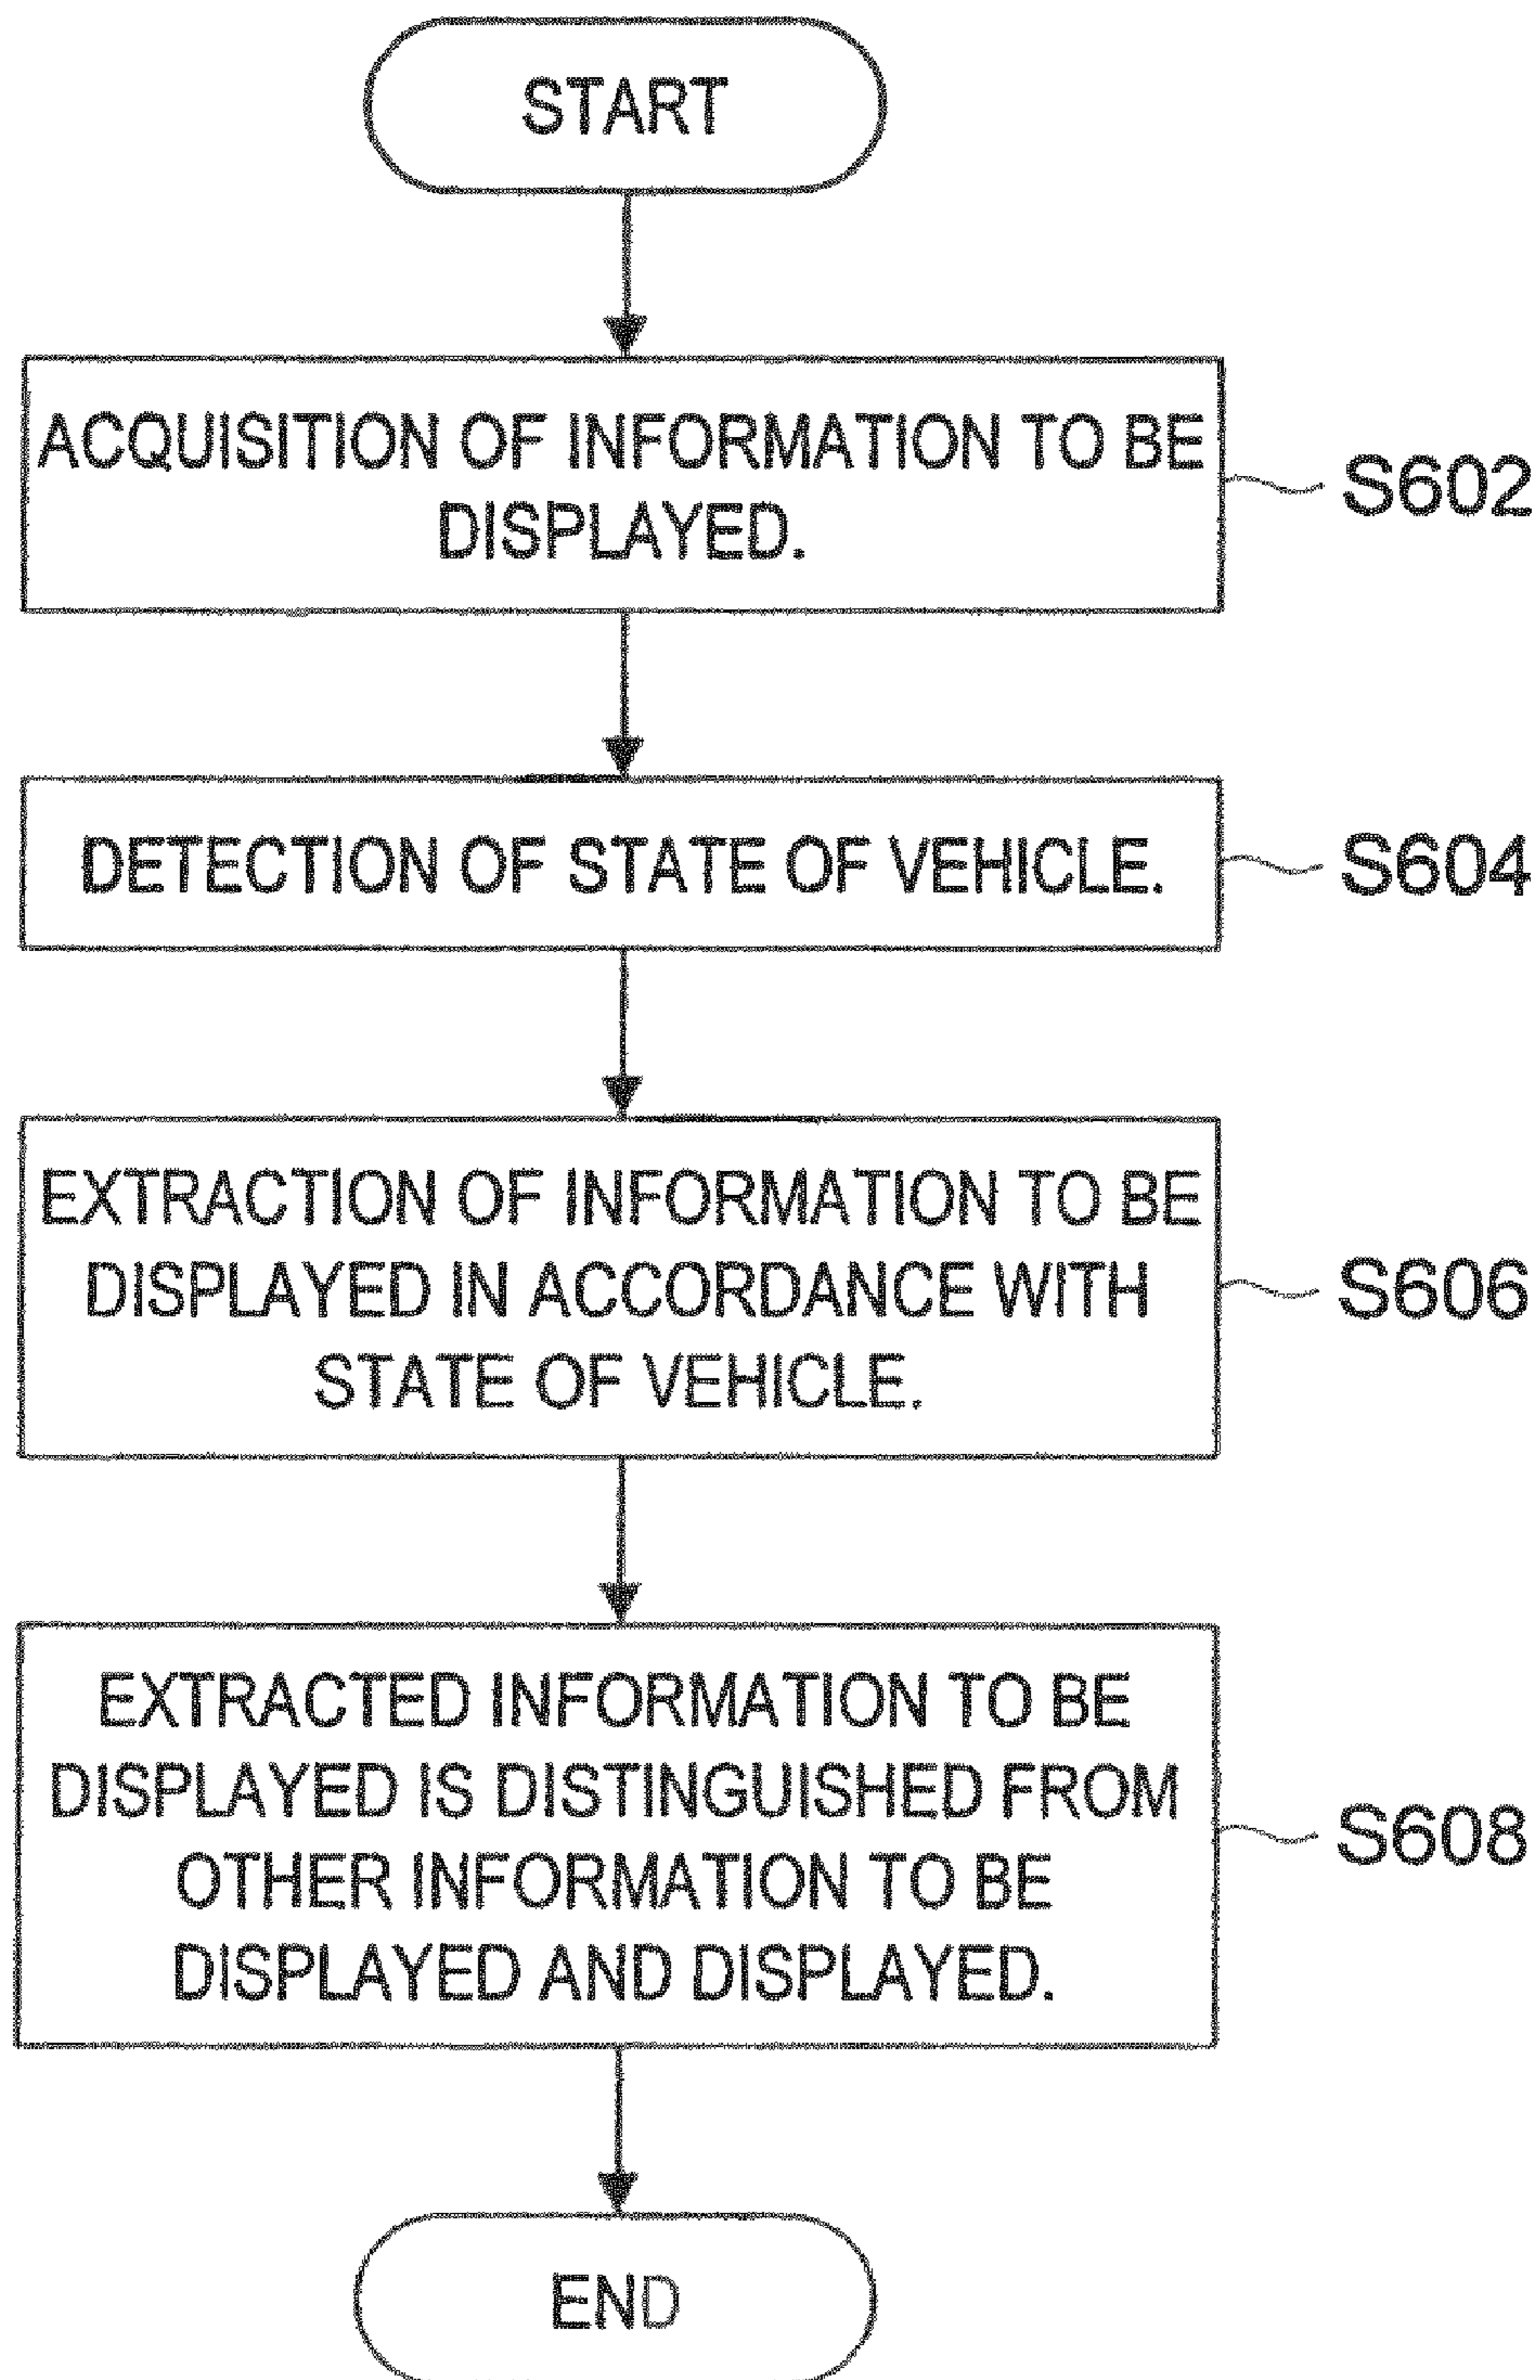 START
ACQUISITION OF INFORMATION TO BE
DISPLAYED.
S602
DETECTION OF STATE OF VEHICLE.
S604
EXTRACTION OF INFORMATION TO BE
DISPLAYED IN ACCORDANCE WITH
STATE OF VEHICLE.
S606
EXTRACTED INFORMATION TO BE
DISPLAYED IS DISTINGUISHED FROM
OTHER INFORMATION TO BE
DISPLAYED AND DISPLAYED.
S608
END